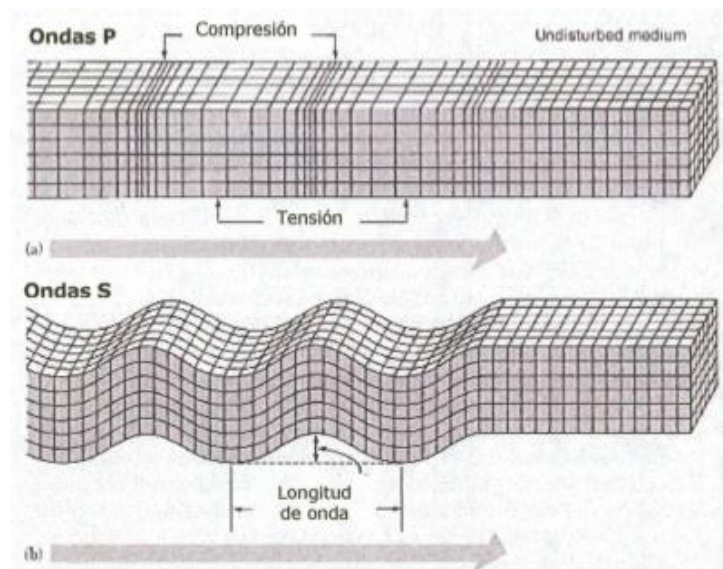 Ondas P
Compresión
Undisturbed medium
Tensión
(a)
Ondas S
Longitud
de onda
(b)